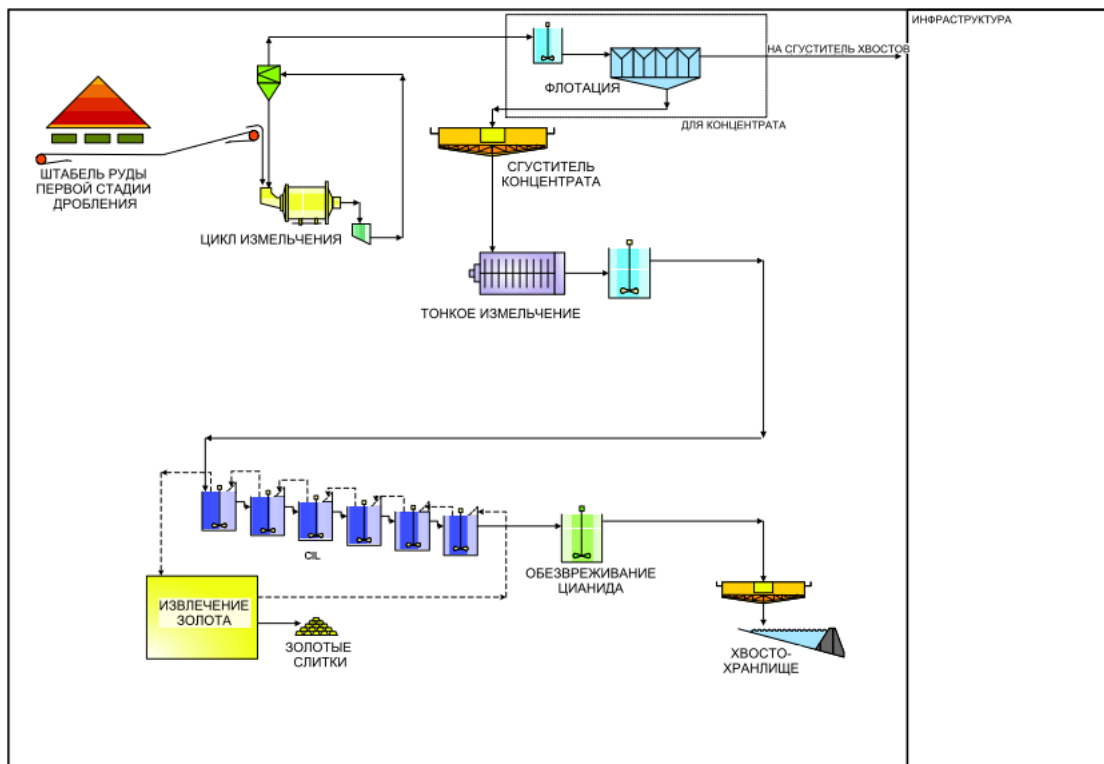 ИНФРАСТРУКТУРА
НА СГУСТИТЕЛЬ ХВОСТОВ
ФЛОТАЦИЯ
ДЛЯ КОНЦЕНТРАТА
СГУСТИТЕЛЬ
КОНЦЕНТРАТА
ШТАБЕЛЬ РУДЫ
ПЕРВОЙ СТАДИИ
ДРОБЛЕНИЯ
ЦИКЛ ИЗМЕЛЬЧЕНИЯ
ТОНКОЕ ИЗМЕЛЬЧЕНИЕ
CIL
ОБЕЗВРЕЖИВАНИЕ
ЦИАНИДА
ИЗВЛЕЧЕНИЕ
ЗОЛОТА
ЗОЛОТЫЕ
СЛИТКИ
ХВОСТО-
ХРАНЛИЩЕ